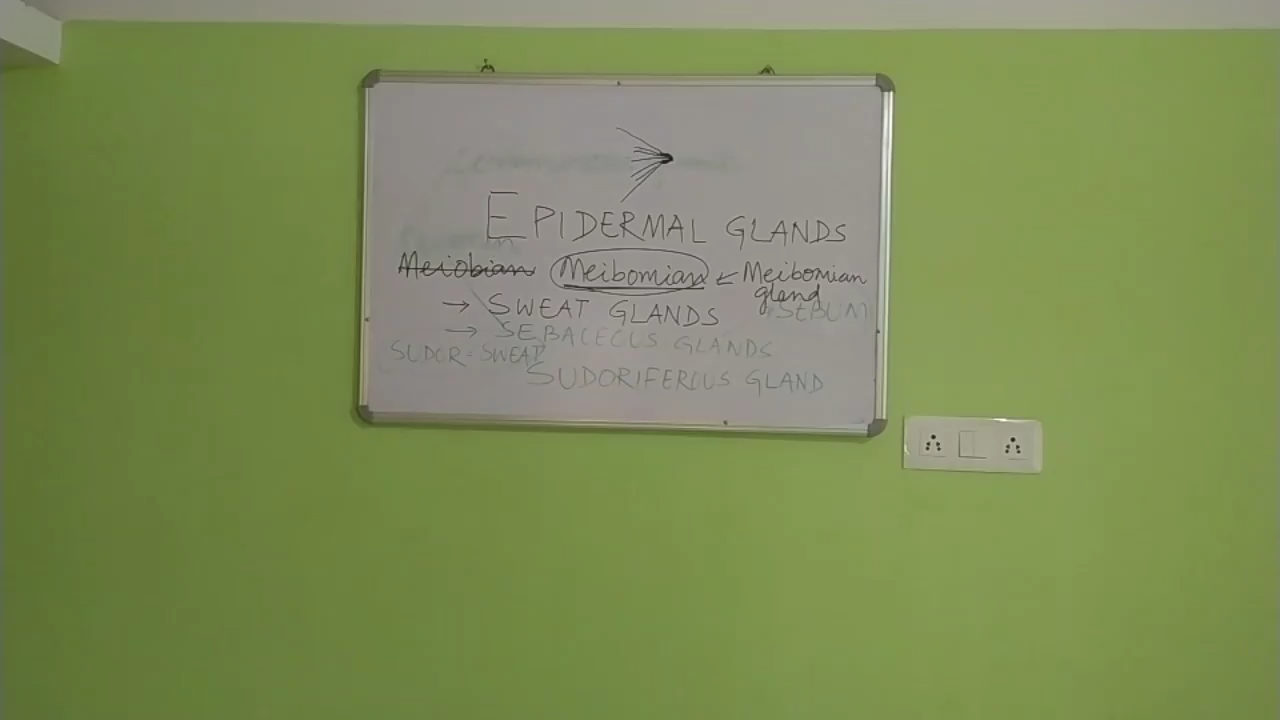 EPIDERMAL GLANDS
Meiobian Meibomian ← Meibomian
gland
→ SWEAT GLANDS SEBUM
→ SEBACEOUS GLANDS
SUDOR = SWEAT
SUDORIFEROUS GLAND